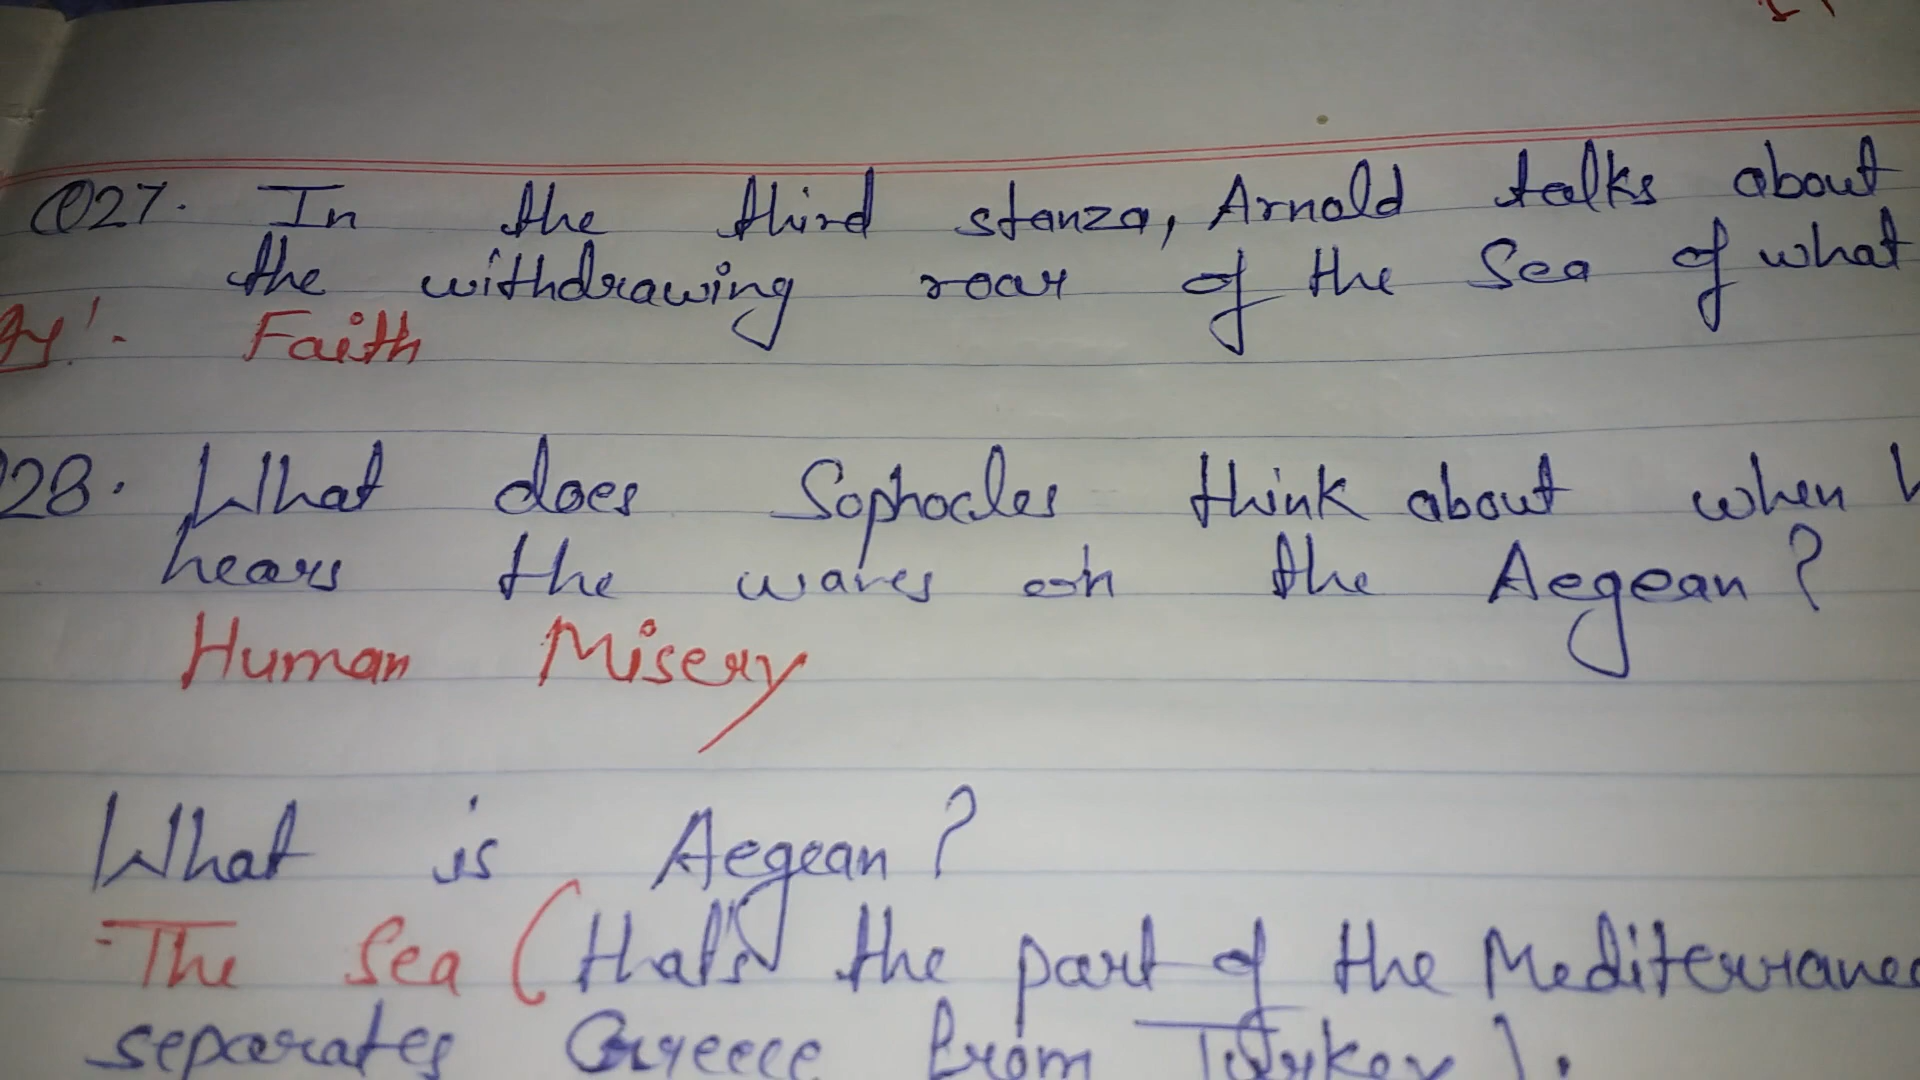 Q27. In the third stanza, Arnold talks about
the withdrawing roar of the Sea of what
Faith
28. What does Sophocles think about when
hears the waves on the Aegean?
Human Misery
What is Aegean?
The Sea (that's the part of the
separates Greece from Turkey).